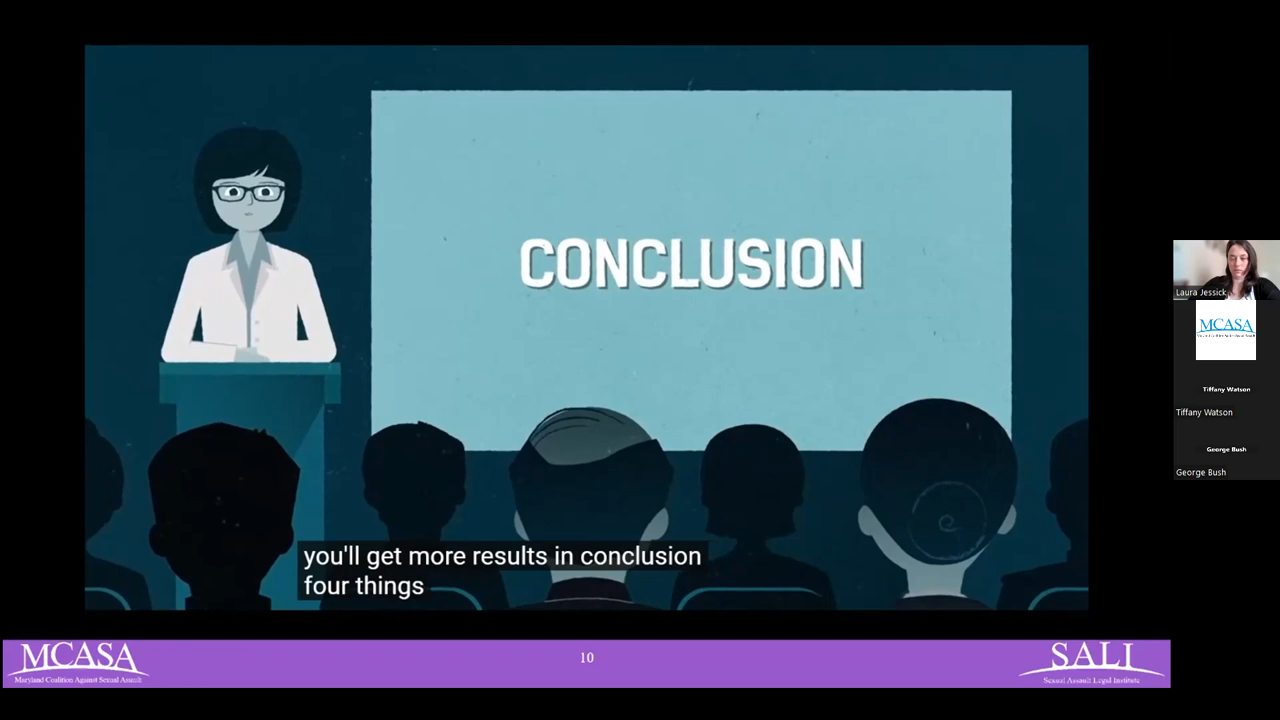 CONCLUSION
you'll get more results in conclusion
four things
MCASA
Maryland Coalition Against Sexual Assault
10
SALI
Sexual Assault Legal Institute
Laura Jessick
MCASA
Tiffany Watson
Tiffany Watson
George Bush
George Bush